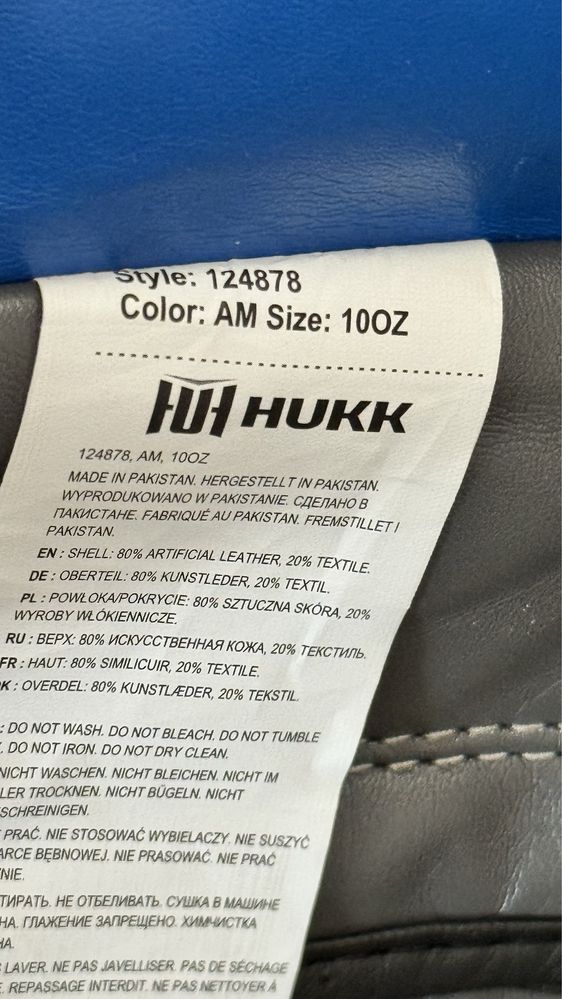 Style: 124878
Color: AM Size: 10OZ
HUKK
124878, AM, 10OZ
MADE IN PAKISTAN. HERGESTELLT IN PAKISTAN.
WYPRODUKOWANO W PAKISTANIE. СДЕЛАНО В
ПАКИСТАНЕ. FABRIQUÉ AU PAKISTAN. FREMSTILLET I
PAKISTAN.
EN : SHELL: 80% ARTIFICIAL LEATHER, 20% TEXTILE.
DE : OBERTEIL: 80% KUNSTLEDER, 20% TEXTIL.
PL : POWŁOKA/POKRYCIE: 80% SZTUCZNA SKÓRA, 20%
WYROBY WŁÓKIENNICZE.
RU : ВЕРХ: 80% ИСКУССТВЕННАЯ КОЖА, 20% ТЕКСТИЛЬ.
FR : HAUT: 80% SIMILICUIR, 20% TEXTILE.
K : OVERDEL: 80% KUNSTLÆDER, 20% TEKSTIL.
: DO NOT WASH. DO NOT BLEACH. DO NOT TUMBLE
DO NOT IRON. DO NOT DRY CLEAN.
NICHT WASCHEN. NICHT BLEICHEN. NICHT IM
LER TROCKNEN. NICHT BÜGELN. NICHT
SCHREINIGEN.
PRAĆ. NIE STOSOWAĆ WYBIELACZY. NIE SUSZYĆ
ARCE BĘBNOWEJ. NIE PRASOWAĆ. NIE PRAĆ
NIE.
ТИРАТЬ. НЕ ОТБЕЛИВАТЬ. СУШКА В МАШИНЕ
НА. ГЛАЖЕНИЕ ЗАПРЕЩЕНО. ХИМЧИСТКА
НА.
LAVER. NE PAS JAVELLISER. PAS DE SÉCHAGE
REPASSAGE INTERDIT. NE PAS NETTOYER À